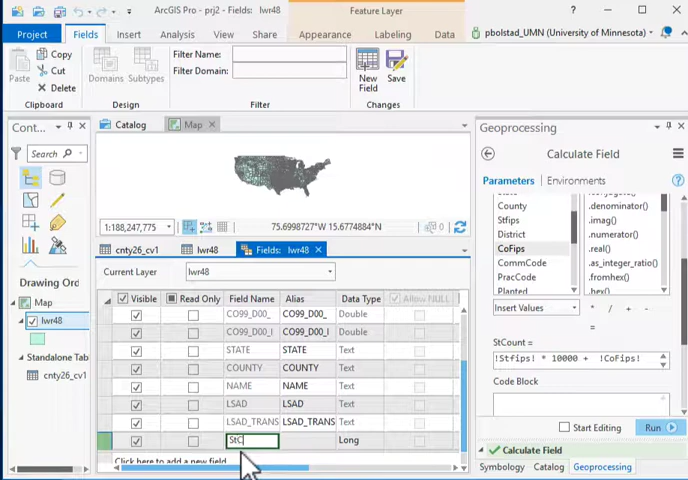 ArcGIS Pro - prj2 - Fields: lwr48
Feature Layer
?
Project
Fields
Insert
Analysis
View
Edit
Imagery
Share
Appearance
Labeling
Data
pbolstad_UMN (University of Minnesota)
Paste
Copy
Cut
Delete
Clipboard
Domains
Subtypes
Design
Filter Name:
Filter Domain:
Filter
New Field
Save
Changes
Cont...
Search
Drawing Ord
Map
lwr48
Standalone Tab
cnty26_cv1
Catalog
Map
1:188,247,775
75.6998727°W 15.6774884°N
0
cnty26_cv1
lwr48
Fields: lwr48
Current Layer
lwr48
Visible
Read Only
Field Name
Alias
Data Type
Allow NULL
CO99_D00_
CO99_D00_
Double
CO99_D00_I
CO99_D00_I
Double
STATE
STATE
Text
COUNTY
COUNTY
Text
NAME
NAME
Text
LSAD
LSAD
Text
LSAD_TRANS
LSAD_TRANS
Text
StC
Long
Click here to add a new field.
Geoprocessing
Calculate Field
Parameters
Environments
?
County
Stfips
District
CoFips
CommCode
PracCode
Planted
.denominator()
.imag()
.numerator()
.real()
.as_integer_ratio()
.fromhex()
.hex()
Insert Values
* / + -
=
StCount =
!Stfips! * 10000 + !CoFips!
Code Block
Start Editing
Run
Calculate Field
Symbology
Catalog
Geoprocessing